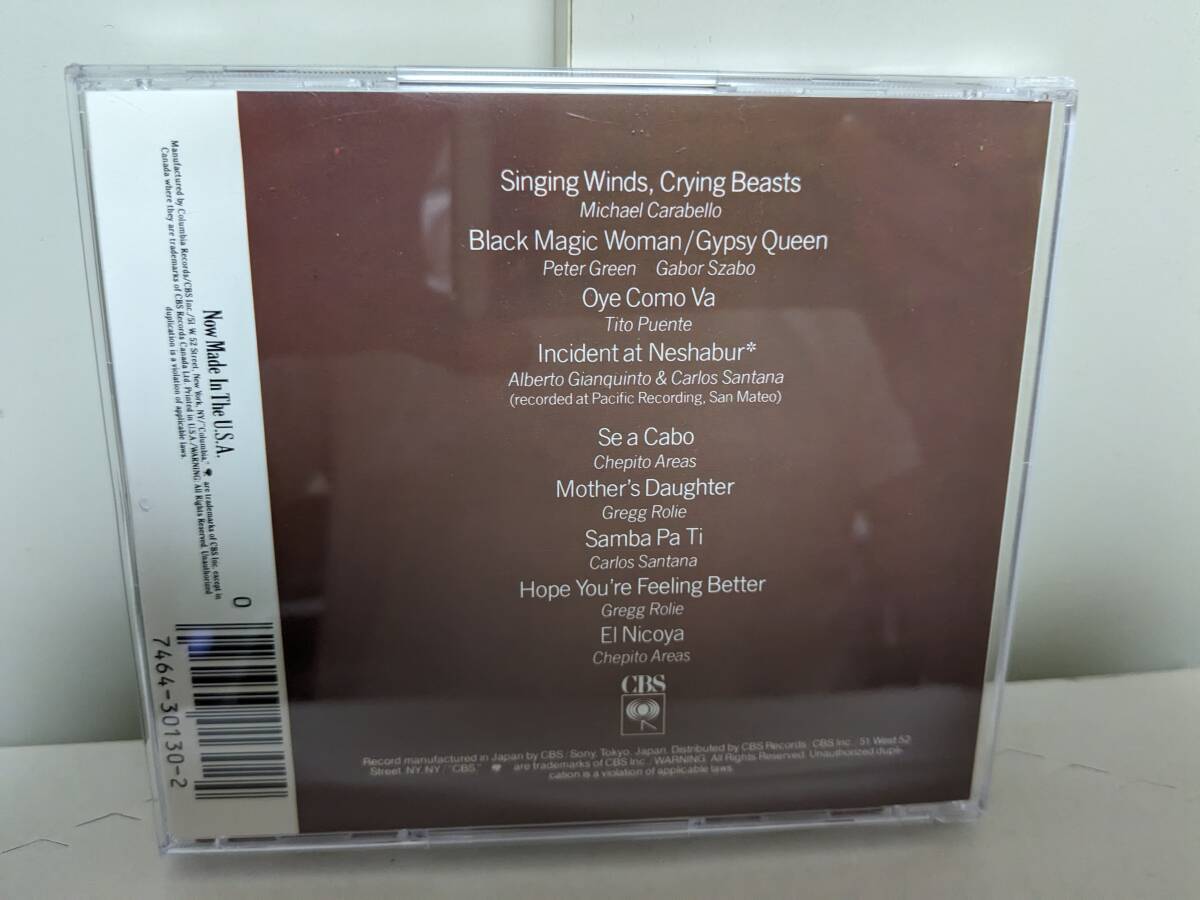 Singing Winds, Crying Beasts
Michael Carabello
Black Magic Woman/Gypsy Queen
Peter Green Gabor Szabo
Oye Como Va
Tito Puente
Incident at Neshabur*
Alberto Gianquinto & Carlos Santana
(recorded at Pacific Recording, San Mateo)
Se a Cabo
Chepito Areas
Mother's Daughter
Gregg Rolie
Samba Pa Ti
Carlos Santana
Hope You're Feeling Better
Gregg Rolie
El Nicoya
Chepito Areas
CBS
Record manufactured in Japan by CBS/Sony, Tokyo, Japan. Distributed by CBS Records/CBS Inc./51 West 52
Street, NY, NY/"CBS," are trademarks of CBS Inc./WARNING: All Rights Reserved. Unauthorized dupli-
cation is a violation of applicable laws.
Manufactured by Columbia Records/CBS Inc./51 W. 52 Street, New York, NY/"Columbia," are trademarks of CBS Inc. except in
Canada where they are trademarks of CBS Records Canada Ltd. Printed in U.S.A./WARNING: All Rights Reserved. Unauthorized
duplication is a violation of applicable laws.
Now Made In The U.S.A.
0
7464-30130-2